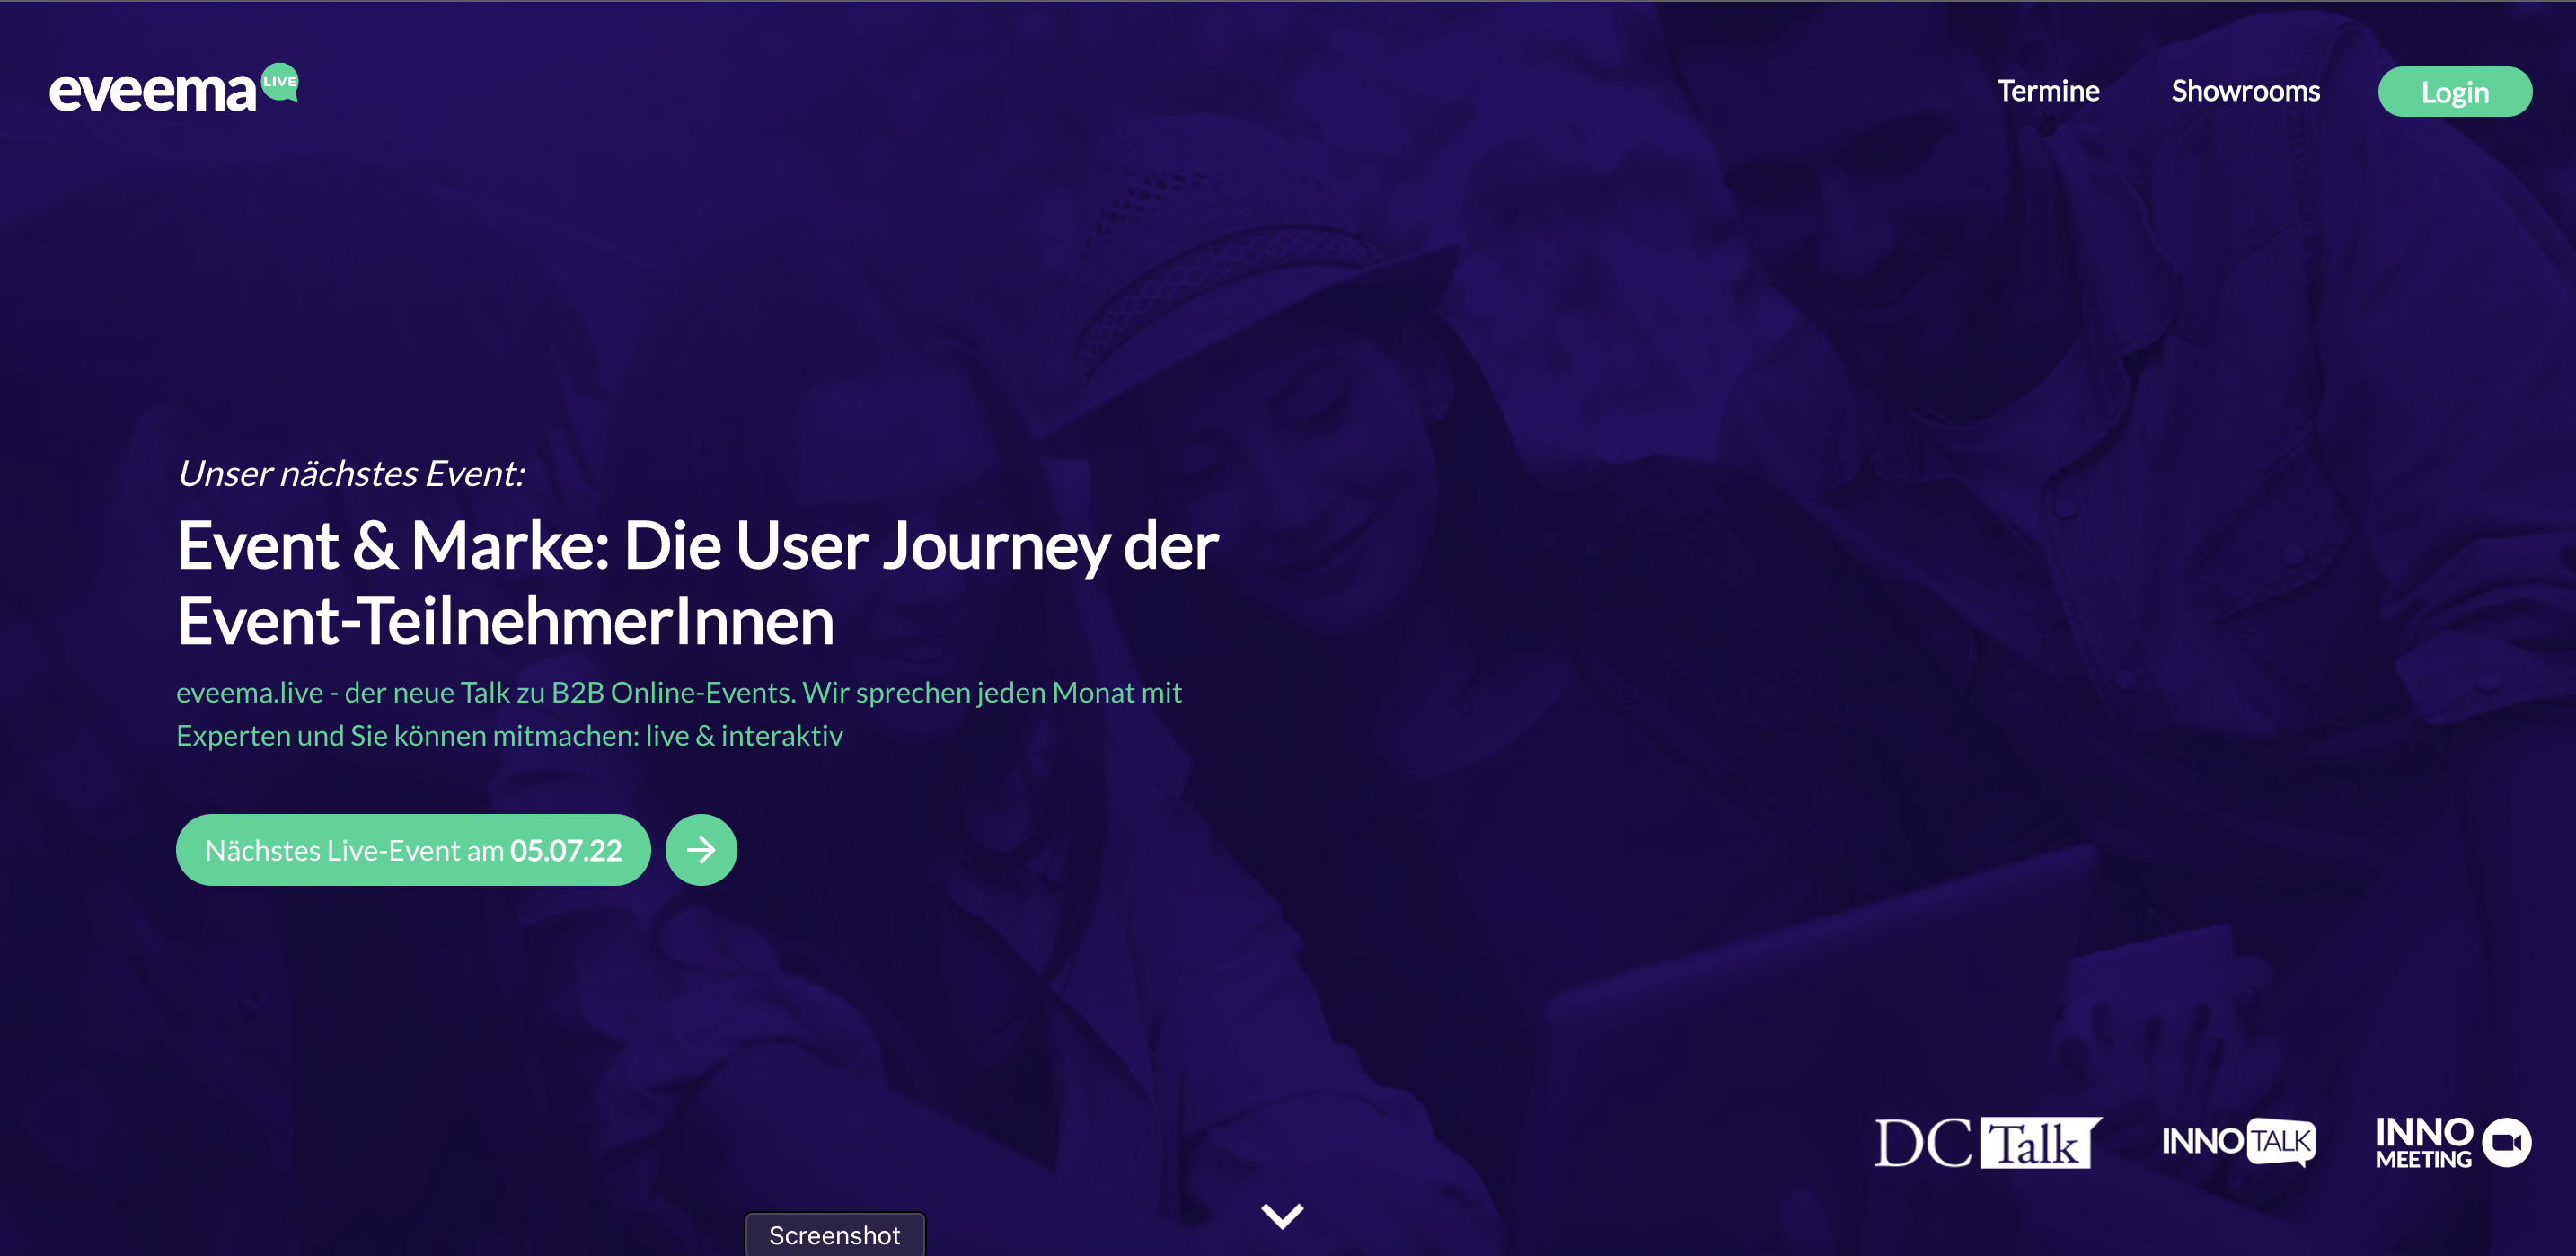 eveema LIVE
Termine
Showrooms
Login
Unser nächstes Event:
Event & Marke: Die User Journey der
Event-TeilnehmerInnen
eveema.live - der neue Talk zu B2B Online-Events. Wir sprechen jeden Monat mit
Experten und Sie können mitmachen: live & interaktiv
Nächstes Live-Event am 05.07.22
DC Talk
INNO TALK
INNO
MEETING
Screenshot